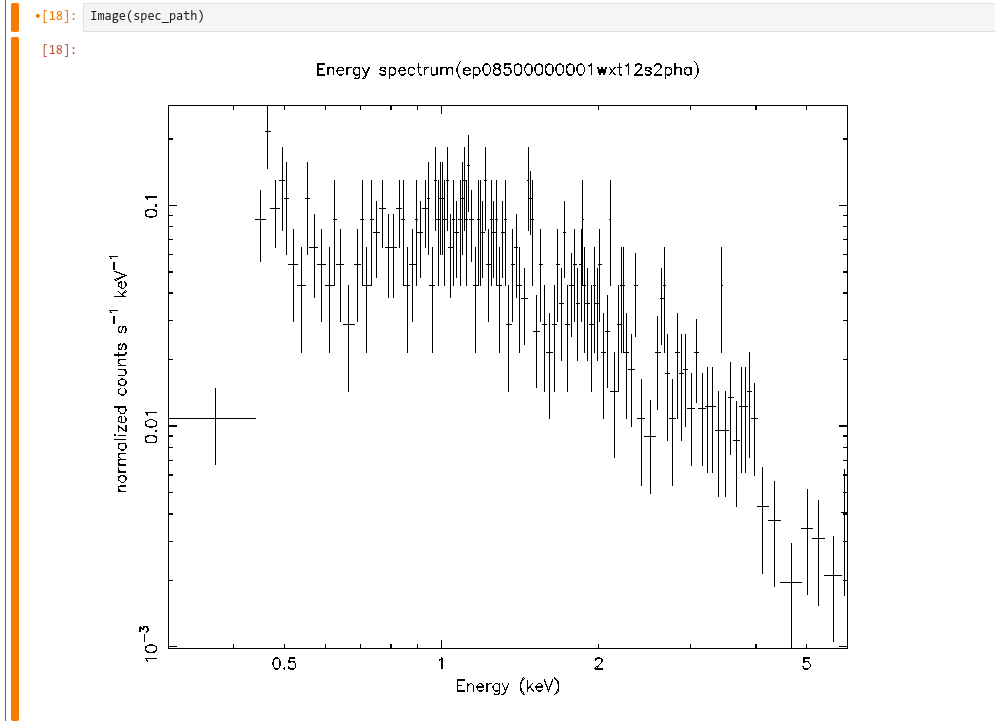 •[18]: Image(spec_path)
[18]:
Energy spectrum(ep08500000001wxt12s2pha)
normalized counts s⁻¹ keV⁻¹
0.1
0.01
10⁻³
0.5 1 2 5
Energy (keV)